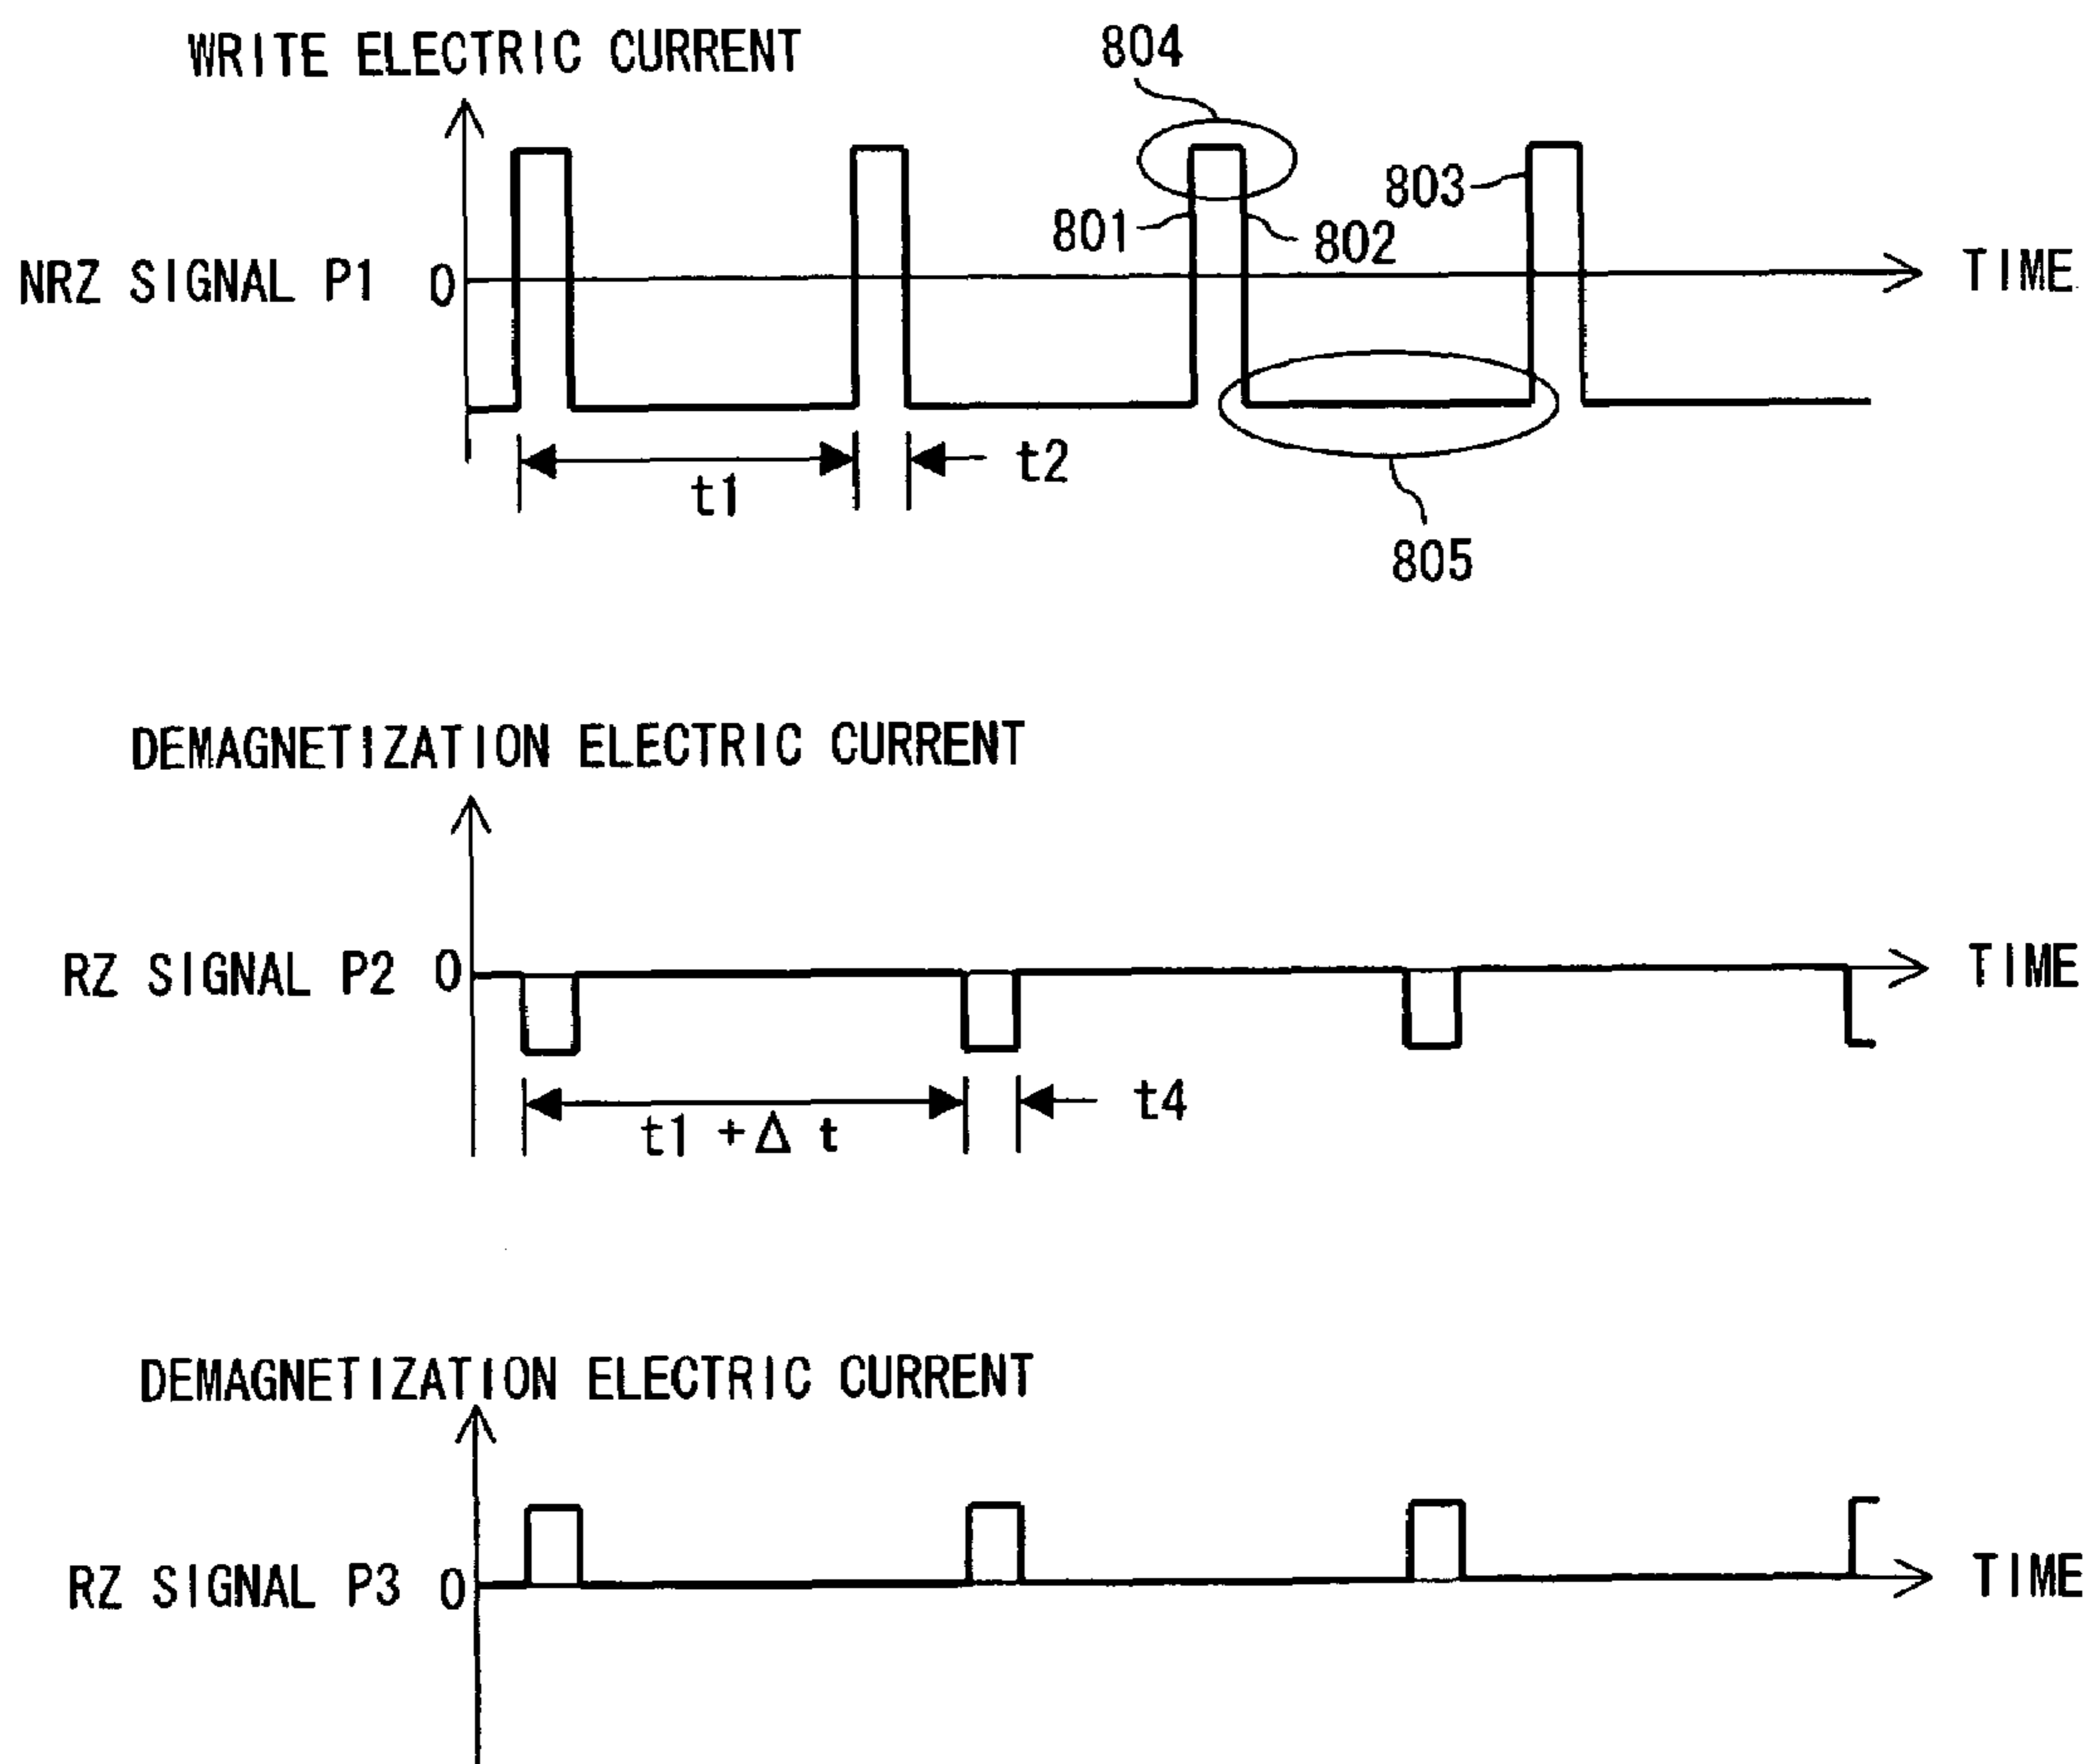 WRITE ELECTRIC CURRENT
804
803
801
802
NRZ SIGNAL P1
0
TIME
t1
t2
805
DEMAGNETIZATION ELECTRIC CURRENT
RZ SIGNAL P2
0
TIME
t1 +Δ t
t4
DEMAGNETIZATION ELECTRIC CURRENT
RZ SIGNAL P3
0
TIME